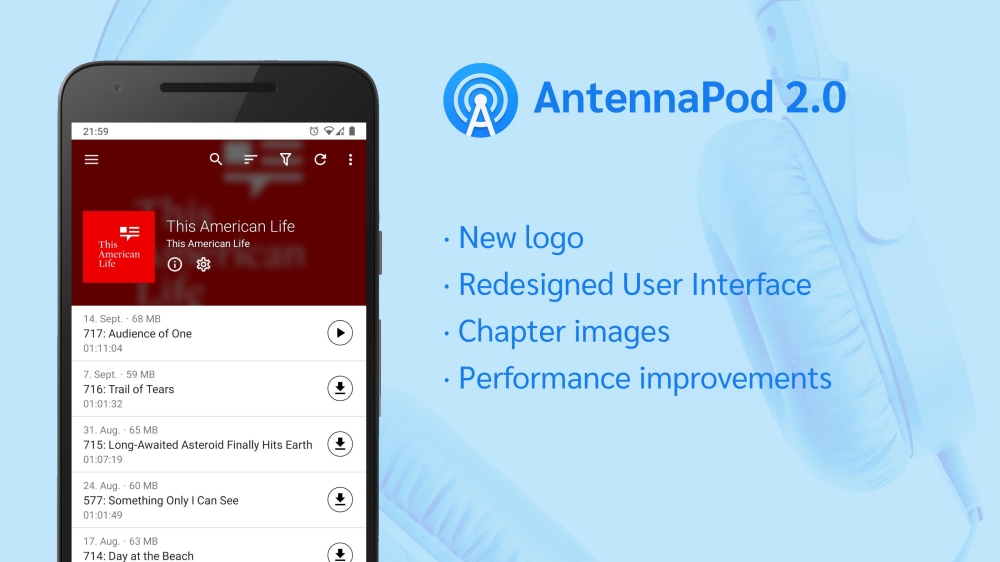 21:59
This American Life
This American Life
This
American
Life
14. Sept. · 68 MB
717: Audience of One
01:11:04
7. Sept. · 59 MB
716: Trail of Tears
01:01:32
31. Aug. · 65 MB
715: Long-Awaited Asteroid Finally Hits Earth
01:07:19
24. Aug. · 60 MB
577: Something Only I Can See
01:01:49
17. Aug. · 63 MB
714: Day at the Beach
AntennaPod 2.0
· New logo
· Redesigned User Interface
· Chapter images
· Performance improvements